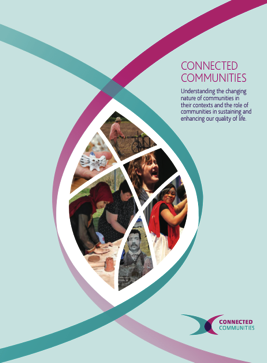 CONNECTED
COMMUNITIES
Understanding the changing
nature of communities in
their contexts and the role of
communities in sustaining and
enhancing our quality of life.
CONNECTED
COMMUNITIES